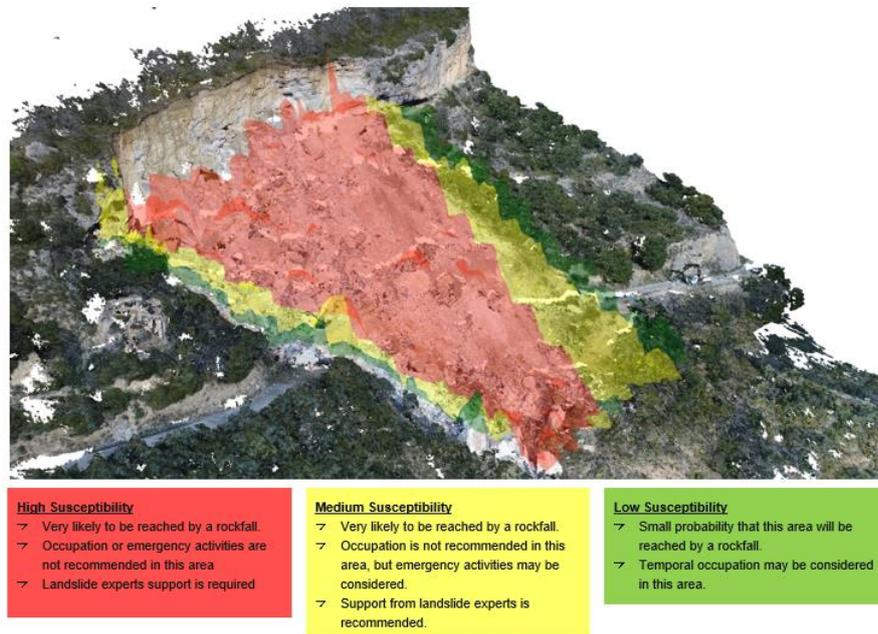 High Susceptibility
Very likely to be reached by a rockfall.
Occupation or emergency activities are
not recommended in this area
Landslide experts support is required
Medium Susceptibility
Very likely to be reached by a rockfall.
Occupation is not recommended in this
area, but emergency activities may be
considered.
Support from landslide experts is
recommended.
Low Susceptibility
Small probability that this area will be
reached by a rockfall.
Temporal occupation may be considered
in this area.